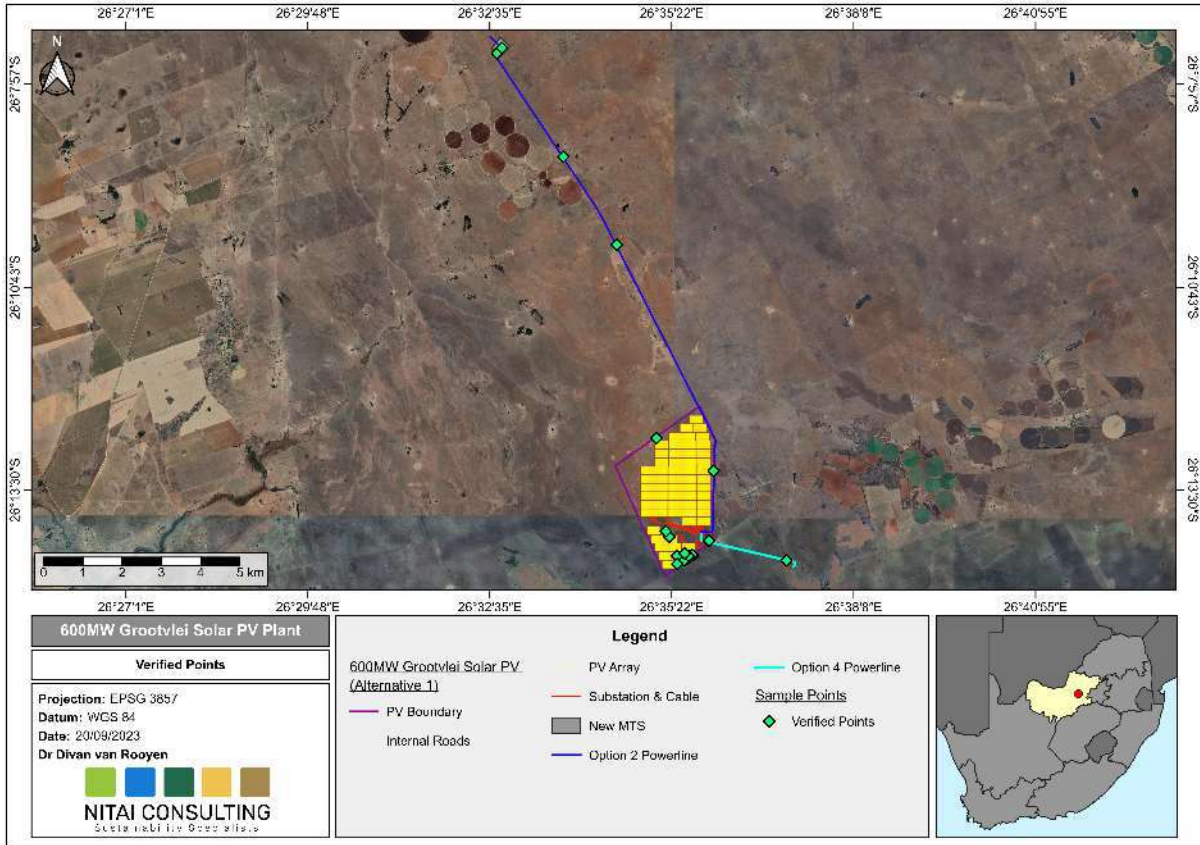 26°27'1"E 26°29'48"E 26°32'35"E 26°35'22"E 26°38'8"E 26°40'55"E
N
26°7'57"S 26°7'57"S
26°10'43"S 26°10'43"S
26°13'30"S 26°13'30"S
0 1 2 3 4 5 km
26°27'1"E 26°29'48"E 26°32'35"E 26°35'22"E 26°38'8"E 26°40'55"E
600MW Grootvlei Solar PV Plant
Verified Points
Projection: EPSG 3857
Datum: WGS 84
Date: 20/09/2023
Dr Divan van Rooyen
NITAI CONSULTING
Sustainability Specialists
Legend
600MW Grootvlei Solar PV
(Alternative 1)
PV Boundary
Internal Roads
PV Array
Substation & Cable
New MTS
Option 2 Powerline
Option 4 Powerline
Sample Points
Verified Points